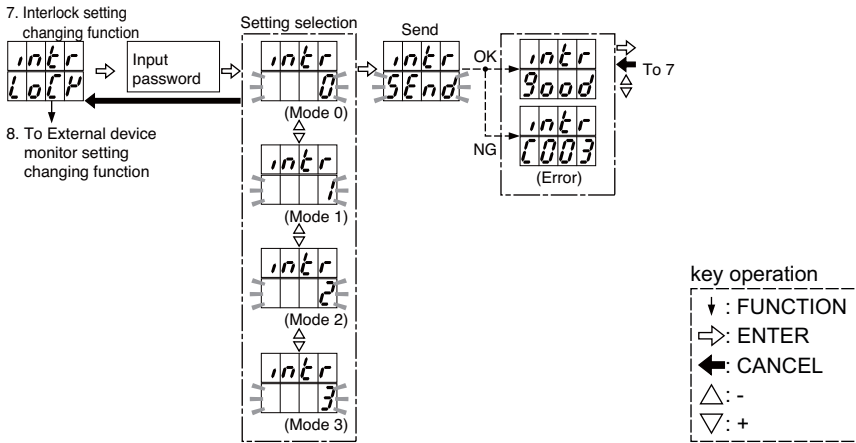 7. Interlock setting
changing function
intr
LoCK
Input
password
8. To External device
monitor setting
changing function
Setting selection
intr
0
(Mode 0)
intr
1
(Mode 1)
intr
2
(Mode 2)
intr
3
(Mode 3)
Send
intr
SEnd
OK
NG
intr
good
intr
C003
(Error)
To 7
key operation
: FUNCTION
: ENTER
: CANCEL
: -
: +